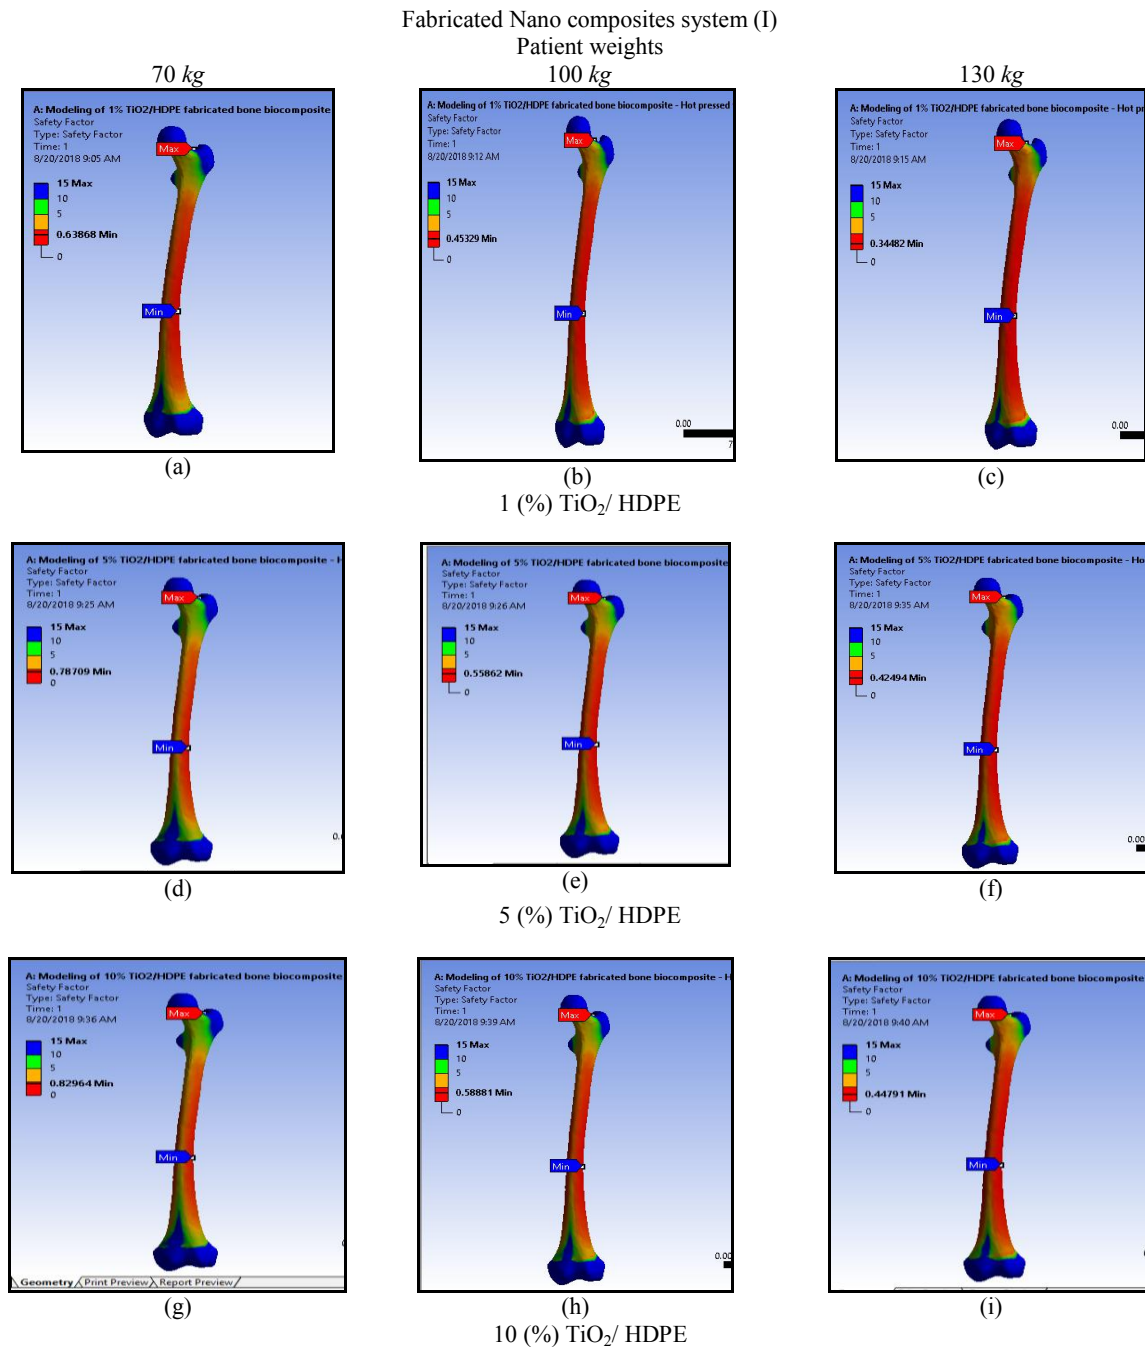 Fabricated Nano composites system (I)
Patient weights
70 kg
100 kg
130 kg
A: Modeling of 1% TiO2/HDPE fabricated bone biocomposite
Safety Factor
Type: Safety Factor
Time: 1
8/20/2018 9:05 AM
15 Max
10
5
0.63868 Min
0
Max
Min
(a)
A: Modeling of 1% TiO2/HDPE fabricated bone biocomposite - Hot pressed
Safety Factor
Type: Safety Factor
Time: 1
8/20/2018 9:12 AM
15 Max
10
5
0.45329 Min
0
Max
Min
0.00
7
(b)
A: Modeling of 1% TiO2/HDPE fabricated bone biocomposite - Hot pr
Safety Factor
Type: Safety Factor
Time: 1
8/20/2018 9:15 AM
15 Max
10
5
0.34482 Min
0
Max
Min
0.00
(c)
1 (%) TiO₂/ HDPE
A: Modeling of 5% TiO2/HDPE fabricated bone biocomposite - H
Safety Factor
Type: Safety Factor
Time: 1
8/20/2018 9:25 AM
15 Max
10
5
0.78709 Min
0
Max
Min
0.
(d)
A: Modeling of 5% TiO2/HDPE fabricated bone biocomposite - Hot
Safety Factor
Type: Safety Factor
Time: 1
8/20/2018 9:26 AM
15 Max
10
5
0.55862 Min
0
Max
Min
(e)
A: Modeling of 5% TiO2/HDPE fabricated bone biocomposite - Ho
Safety Factor
Type: Safety Factor
Time: 1
8/20/2018 9:35 AM
15 Max
10
5
0.42494 Min
0
Max
Min
0.00
(f)
5 (%) TiO₂/ HDPE
A: Modeling of 10% TiO2/HDPE fabricated bone biocomposite
Safety Factor
Type: Safety Factor
Time: 1
8/20/2018 9:36 AM
15 Max
10
5
0.82964 Min
0
Max
Min
Geometry Print Preview Report Preview
(g)
A: Modeling of 10% TiO2/HDPE fabricated bone biocomposite - H
Safety Factor
Type: Safety Factor
Time: 1
8/20/2018 9:39 AM
15 Max
10
5
0.58881 Min
0
Max
Min
0.00
(h)
A: Modeling of 10% TiO2/HDPE fabricated bone biocomposite
Safety Factor
Type: Safety Factor
Time: 1
8/20/2018 9:40 AM
15 Max
10
5
0.44791 Min
0
Max
Min
(i)
10 (%) TiO₂/ HDPE